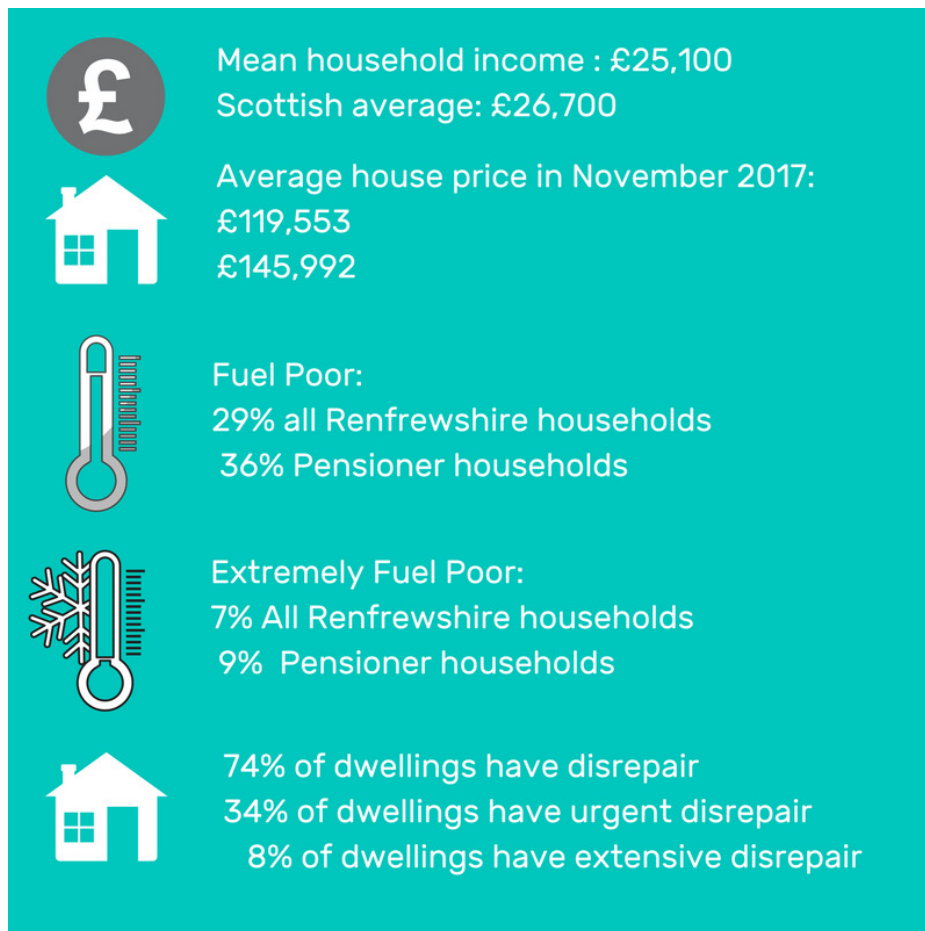 £
Mean household income : £25,100
Scottish average: £26,700
Average house price in November 2017:
£119,553
£145,992
Fuel Poor:
29% all Renfrewshire households
36% Pensioner households
Extremely Fuel Poor:
7% All Renfrewshire households
9% Pensioner households
74% of dwellings have disrepair
34% of dwellings have urgent disrepair
8% of dwellings have extensive disrepair